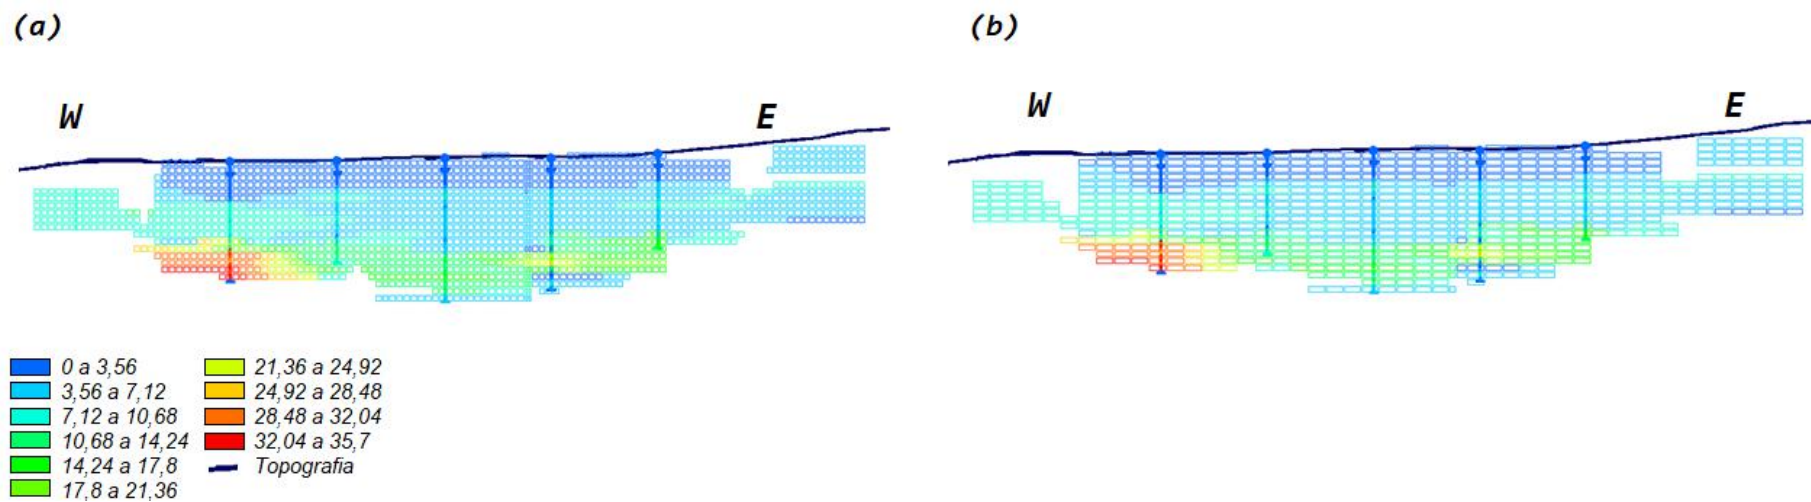 (a)
(b)
W
E
W
E
0 a 3,56
3,56 a 7,12
7,12 a 10,68
10,68 a 14,24
14,24 a 17,8
17,8 a 21,36
21,36 a 24,92
24,92 a 28,48
28,48 a 32,04
32,04 a 35,7
Topografia